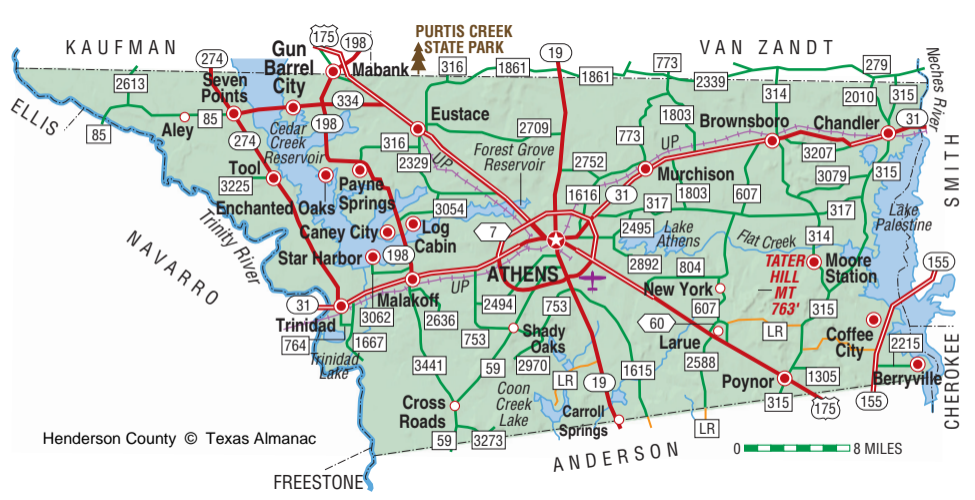 KAUFMAN
175
198
PURTIS CREEK
STATE PARK
19
VAN ZANDT
274
Gun
Barrel
City
Mabank
316
1861
1861
773
2339
279
Neches River
2613
Seven
Points
314
2010
315
ELLIS
85
Aley
85
334
198
Eustace
2709
1803
773
Brownsboro
Chandler
31
SMITH
274
Cedar
Creek
Reservoir
316
2329
UP
Forest Grove
Reservoir
2752
UP
3207
Tool
3225
Payne
Springs
Murchison
3079
315
Enchanted Oaks
3054
1616
31
317
1803
607
317
Trinity River
Caney City
Log
Cabin
7
2495
Lake
Athens
Flat Creek
314
Lake
Palestine
NAVARRO
Star Harbor
198
ATHENS
2892
804
TATER
HILL
MT
763'
Moore
Station
155
31
Malakoff
UP
2494
753
New York
Trinidad
3062
2636
607
315
764
1667
753
Shady
Oaks
60
Larue
LR
Coffee
City
Trinidad
Lake
3441
59
2970
LR
19
1615
2588
2215
CHEROKEE
Cross
Roads
Coon
Creek
Lake
Poynor
1305
Berryville
Carroll
Springs
315
175
155
59
3273
LR
Henderson County © Texas Almanac
ANDERSON
0
8 MILES
FREESTONE